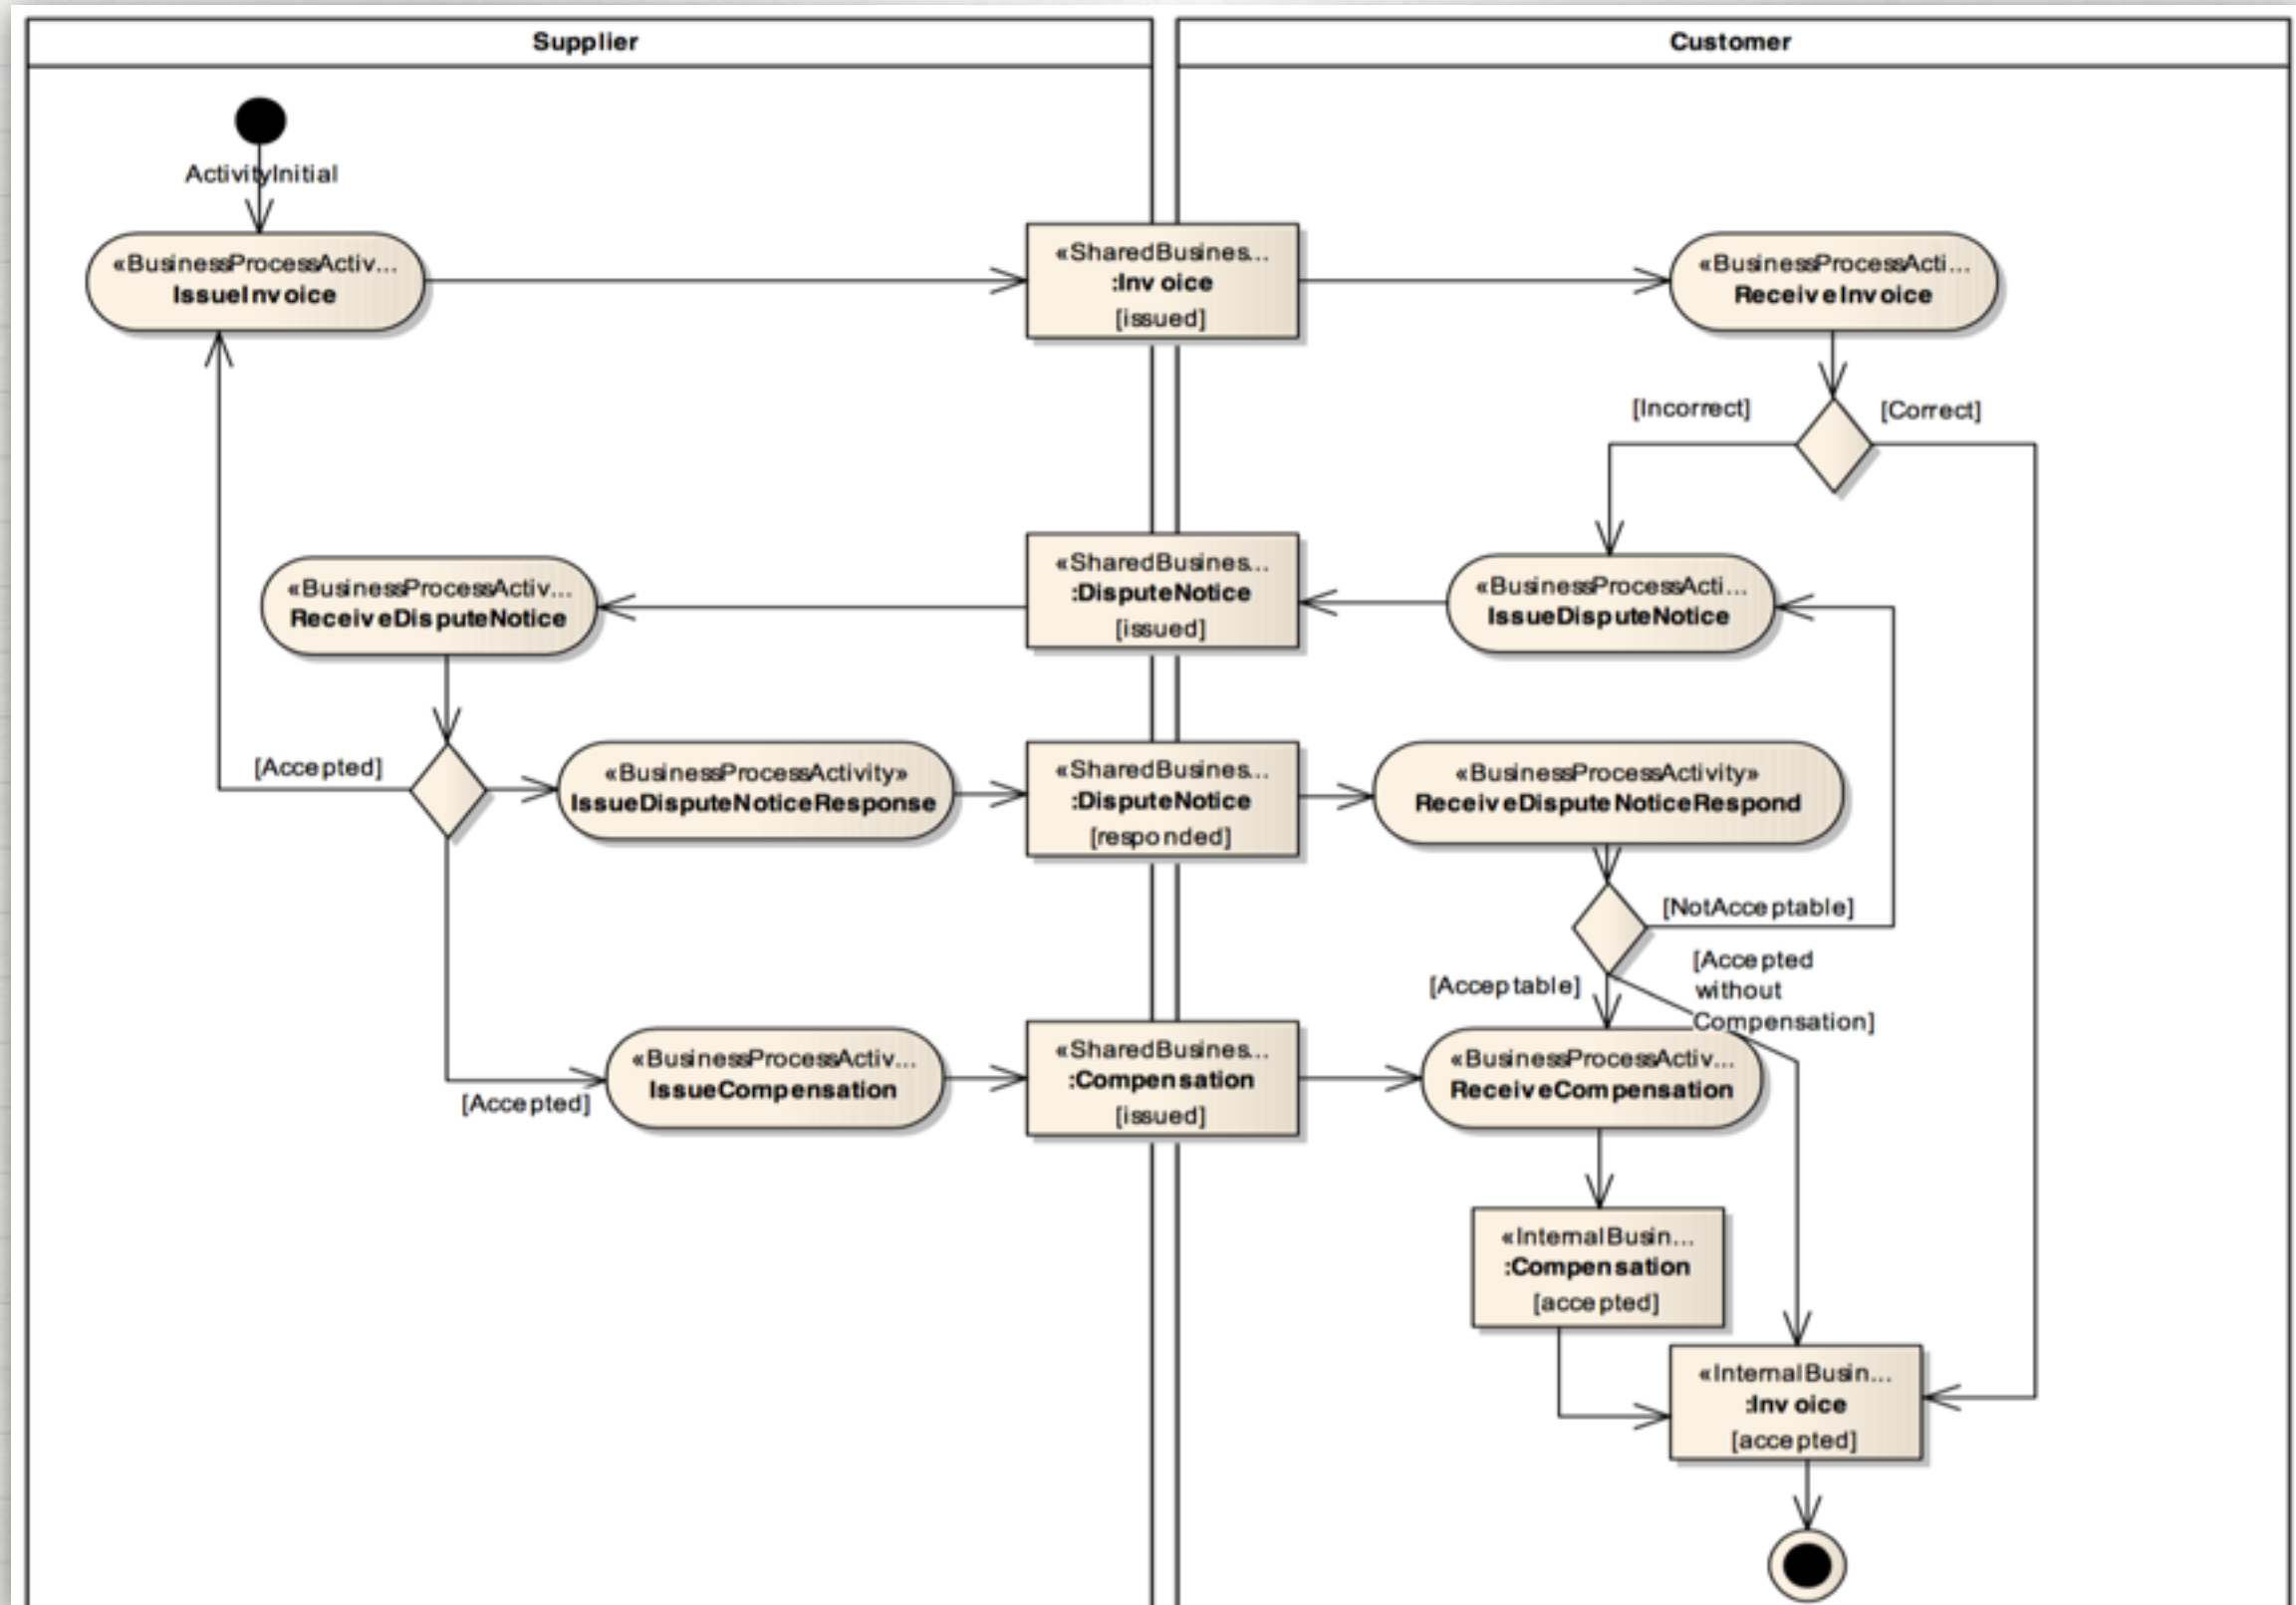 Supplier
Customer
ActivityInitial
«BusinessProcessActiv...
IssueInvoice
«SharedBusines...
:Invoice
[issued]
«BusinessProcessActi...
ReceiveInvoice
[Incorrect]
[Correct]
«BusinessProcessActiv...
ReceiveDisputeNotice
«SharedBusines...
:DisputeNotice
[issued]
«BusinessProcessActi...
IssueDisputeNotice
[Accepted]
«BusinessProcessActivity»
IssueDisputeNoticeResponse
«SharedBusines...
:DisputeNotice
[responded]
«BusinessProcessActivity»
ReceiveDisputeNoticeRespond
[NotAcceptable]
[Acceptable]
[Accepted
without
Compensation]
[Accepted]
«BusinessProcessActiv...
IssueCompensation
«SharedBusines...
:Compensation
[issued]
«BusinessProcessActiv...
ReceiveCompensation
«InternalBusin...
:Compensation
[accepted]
«InternalBusin...
:Invoice
[accepted]